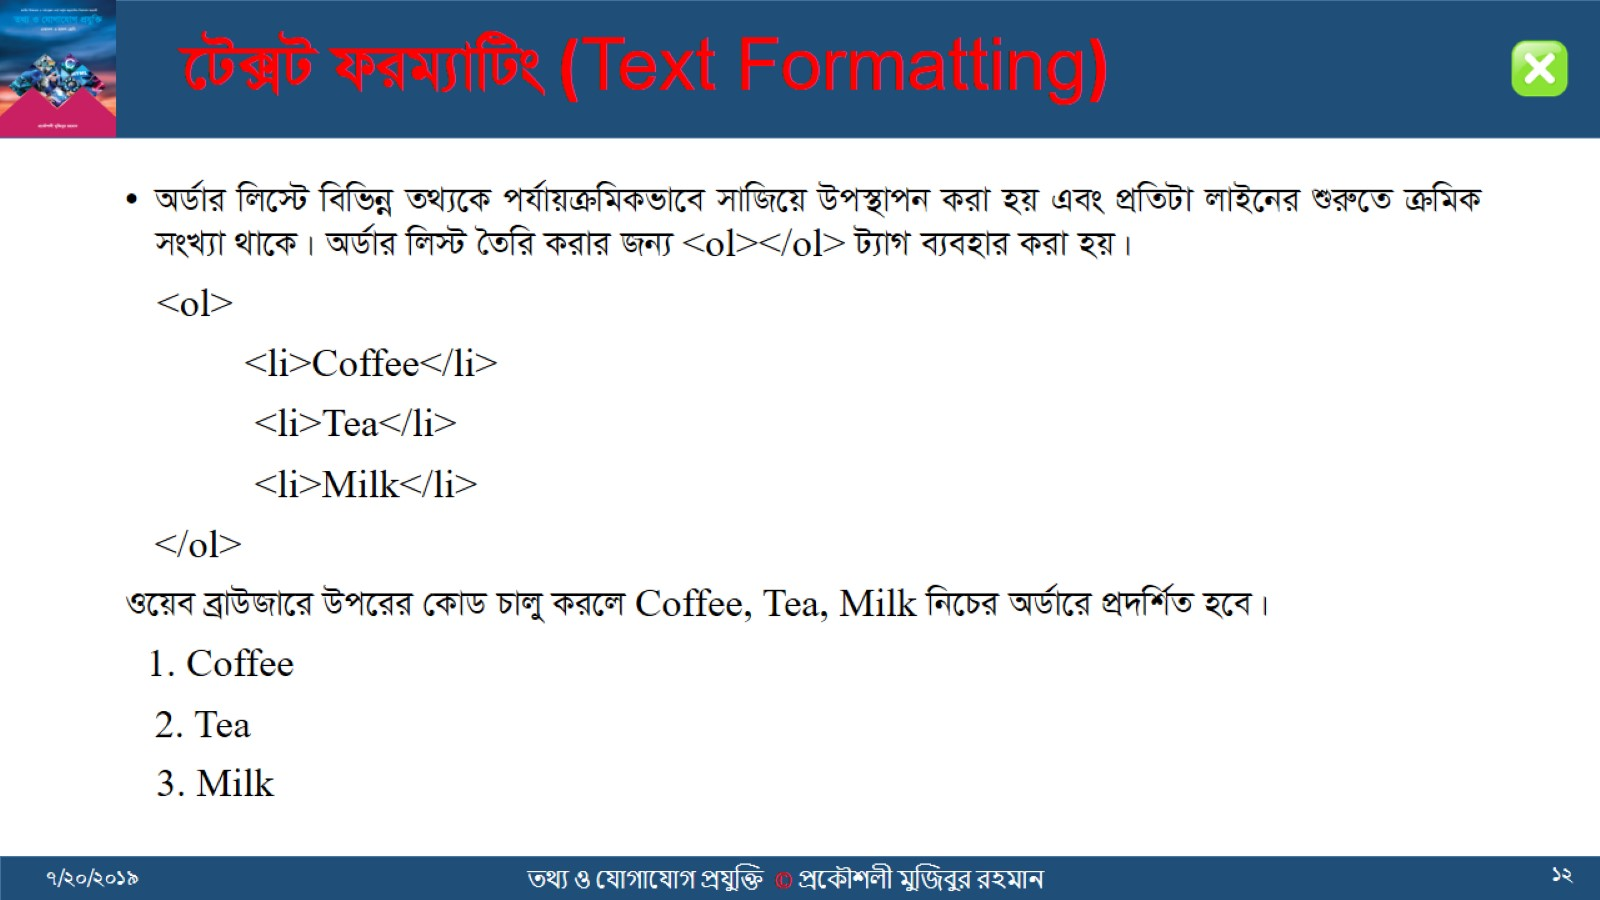 তথ্য ও যোগাযোগ প্রযুক্তি
টেক্সট ফরম্যাটিং (Text Formatting)
• অর্ডার লিস্টে বিভিন্ন তথ্যকে পর্যায়ক্রমিকভাবে সাজিয়ে উপস্থাপন করা হয় এবং প্রতিটা লাইনের শুরুতে ক্রমিক
সংখ্যা থাকে। অর্ডার লিস্ট তৈরি করার জন্য <ol></ol> ট্যাগ ব্যবহার করা হয়।
<ol>
<li>Coffee</li>
<li>Tea</li>
<li>Milk</li>
</ol>
ওয়েব ব্রাউজারে উপরের কোড চালু করলে Coffee, Tea, Milk নিচের অর্ডারে প্রদর্শিত হবে।
1. Coffee
2. Tea
3. Milk
৭/২০/২০১৯
তথ্য ও যোগাযোগ প্রযুক্তি © প্রকৌশলী মুজিবুর রহমান
১২